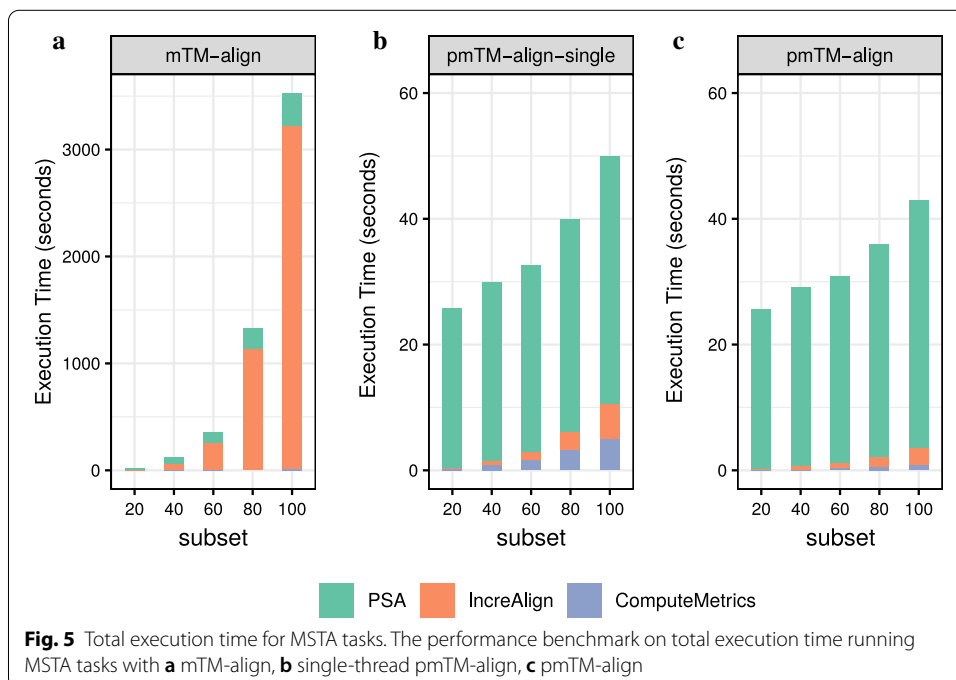 a
mTM-align
Execution Time (seconds)
3000
2000
1000
0
20 40 60 80 100
subset
b
pmTM-align-single
Execution Time (seconds)
60
40
20
0
20 40 60 80 100
subset
c
pmTM-align
Execution Time (seconds)
60
40
20
0
20 40 60 80 100
subset
PSA IncreAlign ComputeMetrics
Fig. 5 Total execution time for MSTA tasks. The performance benchmark on total execution time running
MSTA tasks with a mTM-align, b single-thread pmTM-align, c pmTM-align